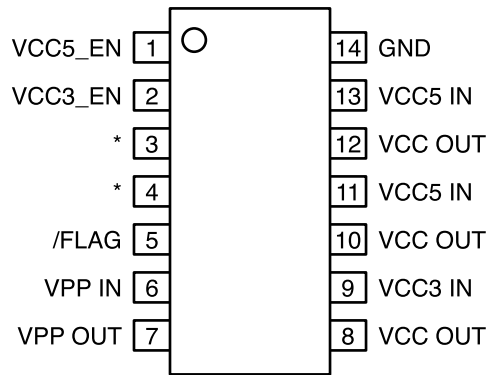 VCC5_EN 1 14 GND
VCC3_EN 2 13 VCC5 IN
* 3 12 VCC OUT
* 4 11 VCC5 IN
/FLAG 5 10 VCC OUT
VPP IN 6 9 VCC3 IN
VPP OUT 7 8 VCC OUT